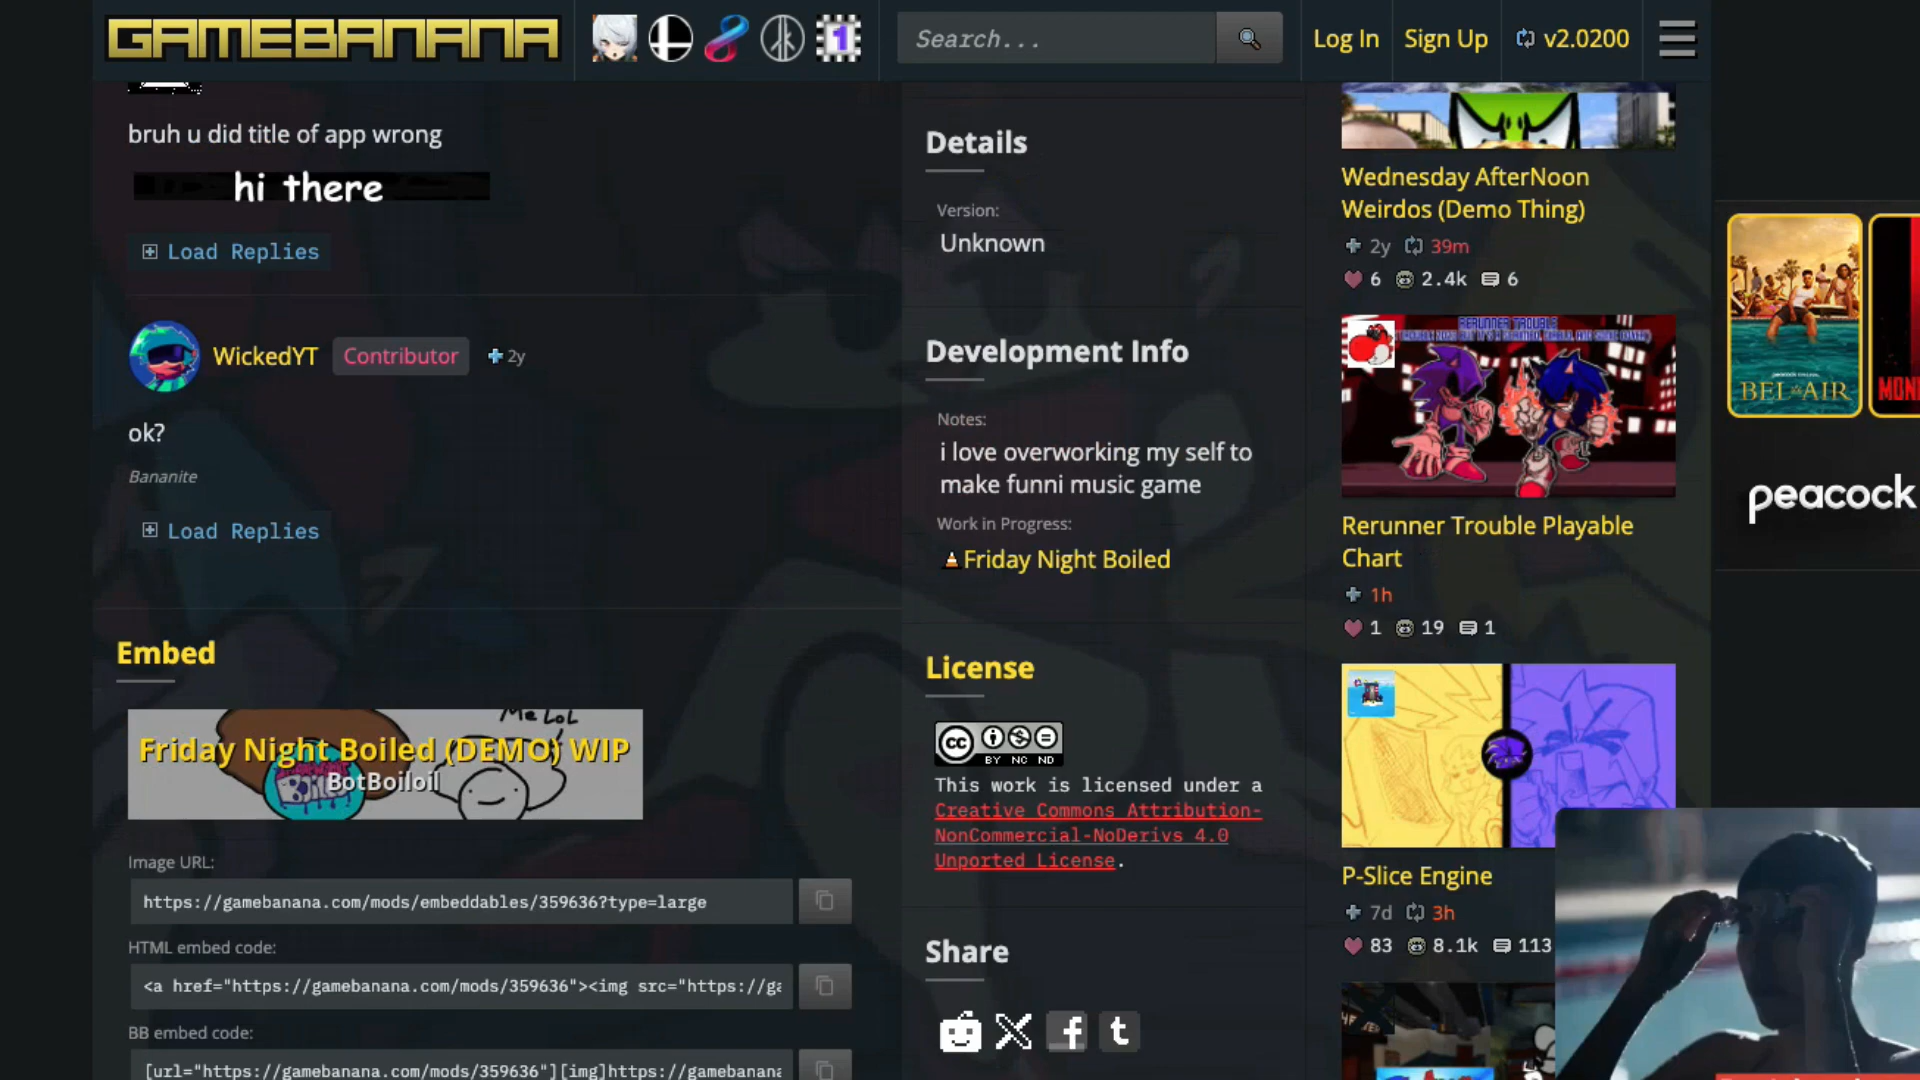 GAMEBANANA
1
Search...
Log In
Sign Up
v2.0200
bruh u did title of app wrong
hi there
Load Replies
WickedYT
Contributor
2y
ok?
Bananite
Load Replies
Embed
Me LOL
Friday Night Boiled (DEMO) WIP
BotBoiloil
Image URL:
https://gamebanana.com/mods/embeddables/359636?type=large
HTML embed code:
<a href="https://gamebanana.com/mods/359636"><img src="https://ga
BB embed code:
[url="https://gamebanana.com/mods/359636"][img]https://gamebanana
Details
Version:
Unknown
Development Info
Notes:
i love overworking my self to
make funni music game
Work in Progress:
Friday Night Boiled
License
cc
BY NC ND
This work is licensed under a
Creative Commons Attribution-
NonCommercial-NoDerivs 4.0
Unported License.
Share
Wednesday AfterNoon
Weirdos (Demo Thing)
2y 39m
6 2.4k 6
RERUNNER TROUBLE
Rerunner Trouble Playable
Chart
1h
1 19 1
P-Slice Engine
7d 3h
83 8.1k 113
BEL-AIR
peacock